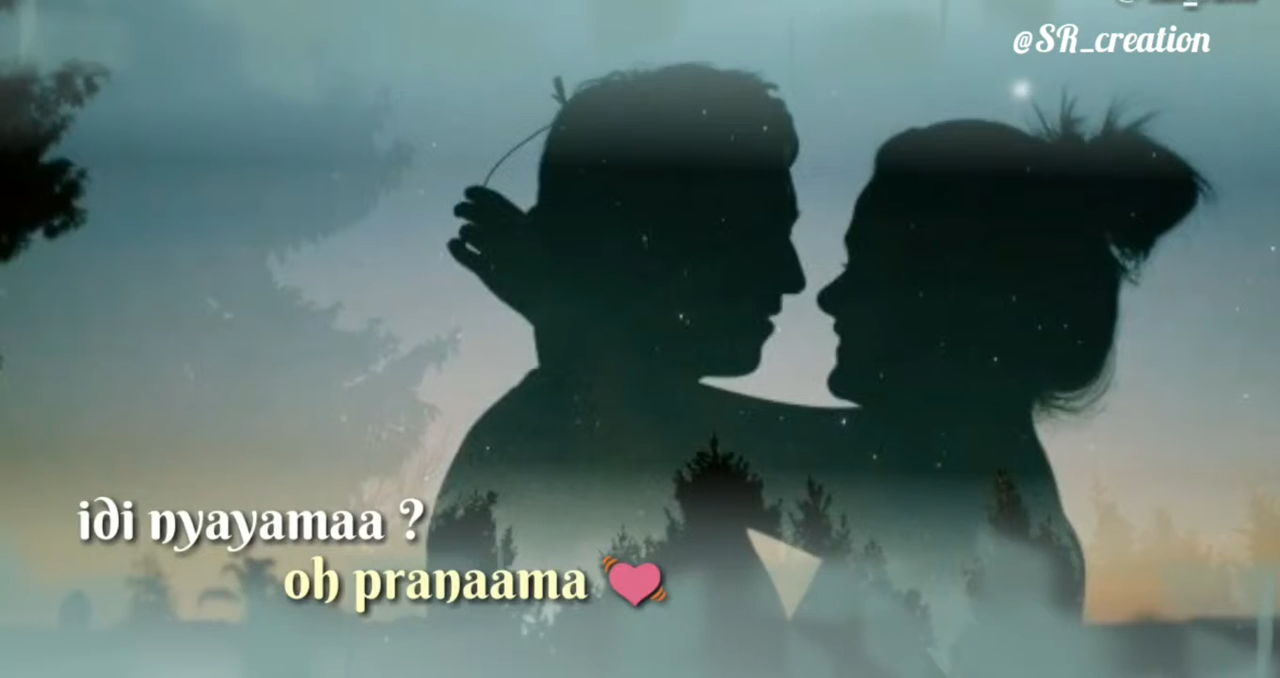 @SR_creation
idi nyayamaa ?
oh pranaama 💓